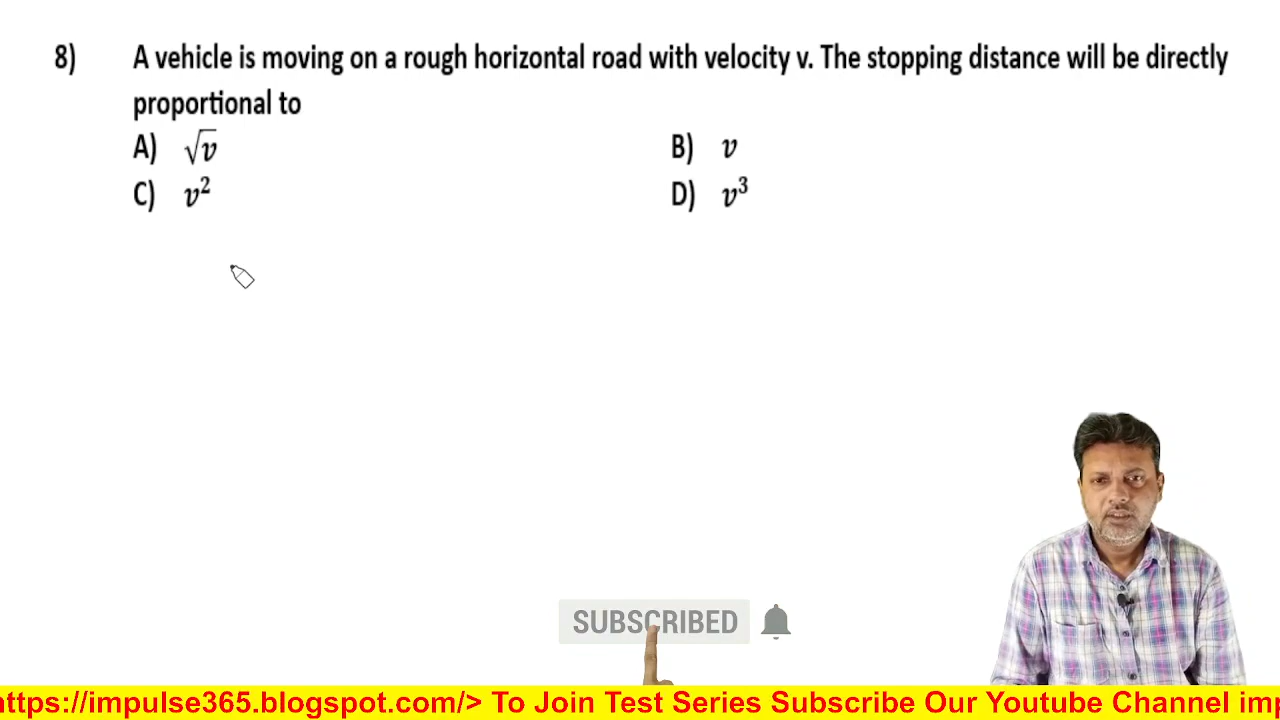 8) A vehicle is moving on a rough horizontal road with velocity v. The stopping distance will be directly
proportional to
A) √v B) v
C) v² D) v³
SUBSCRIBED
https://impulse365.blogspot.com/> To Join Test Series Subscribe Our Youtube Channel imp